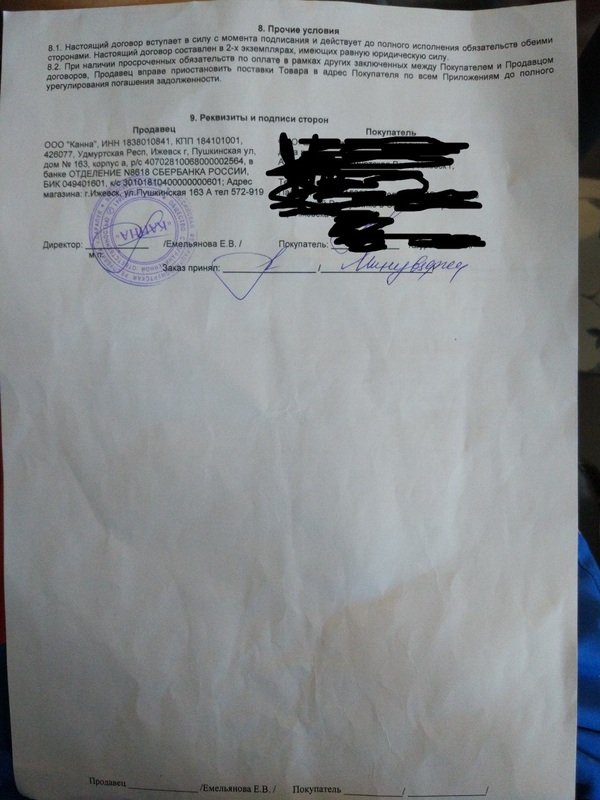 8. Прочие условия
8.1. Настоящий договор вступает в силу с момента подписания и действует до полного исполнения обязательств обеими
сторонами. Настоящий договор составлен в 2-х экземплярах, имеющих равную юридическую силу.
8.2. При наличии просроченных обязательств по оплате в рамках других заключенных между Покупателем и Продавцом
договоров, Продавец вправе приостановить поставки Товара в адрес Покупателя по всем Приложениям до полного
урегулирования погашения задолженности.
9. Реквизиты и подписи сторон
Продавец
Покупатель
ООО "Канна", ИНН 1838010841, КПП 184101001,
426077, Удмуртская Респ, Ижевск г, Пушкинская ул,
дом № 163, корпус а, р/с 40702810068000002564, в
банке ОТДЕЛЕНИЕ N8618 СБЕРБАНКА РОССИИ,
БИК 049401601, к/с 30101810400000000601; Адрес
магазина: г.Ижевск, ул.Пушкинская 163 А тел 572-919
"КАННА"
Директор: /Емельянова Е.В. / Покупатель:
м.п.
Заказ принял: /
Продавец /Емельянова Е.В. / Покупатель / /